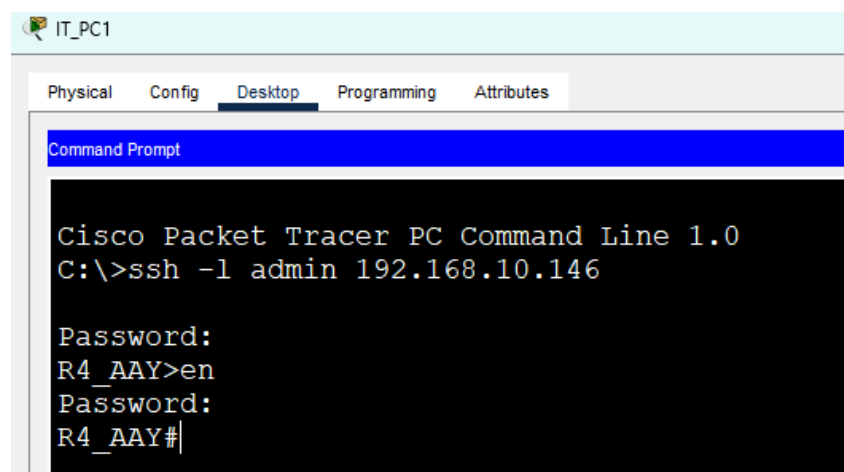 IT_PC1
Physical Config Desktop Programming Attributes
Command Prompt
Cisco Packet Tracer PC Command Line 1.0
C:\>ssh -l admin 192.168.10.146
Password:
R4_AAY>en
Password:
R4_AAY#